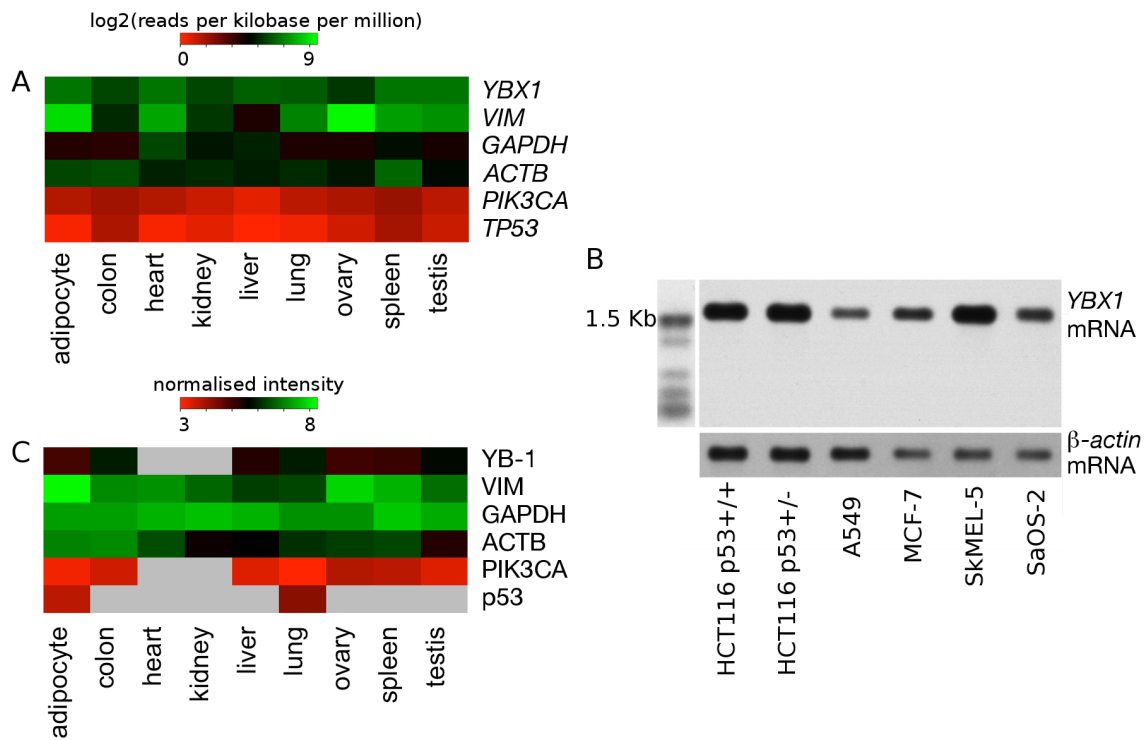 log2(reads per kilobase per million)
0 9
A
YBX1
VIM
GAPDH
ACTB
PIK3CA
TP53
adipocyte
colon
heart
kidney
liver
lung
ovary
spleen
testis
B
1.5 Kb
YBX1
mRNA
β-actin
mRNA
HCT116 p53+/+
HCT116 p53+/-
A549
MCF-7
SkMEL-5
SaOS-2
normalised intensity
3 8
C
YB-1
VIM
GAPDH
ACTB
PIK3CA
p53
adipocyte
colon
heart
kidney
liver
lung
ovary
spleen
testis